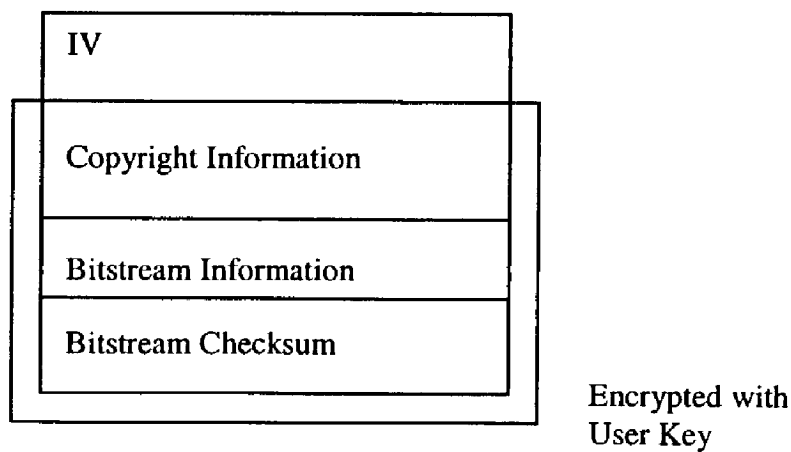 IV
Copyright Information
Bitstream Information
Bitstream Checksum
Encrypted with
User Key